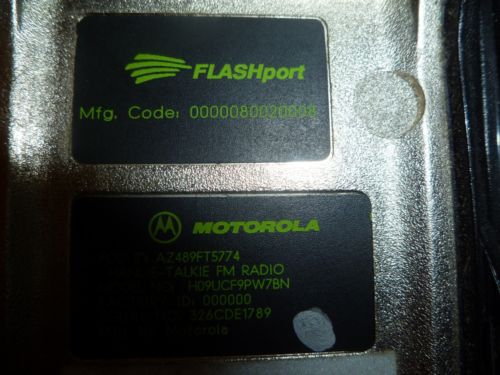 FLASHport
Mfg. Code: 0000080020008
MOTOROLA
AZ489FT5774
-TALKIE FM RADIO
H09UCF9PW7BN
ID: 000000
326CDE1789
Motorola